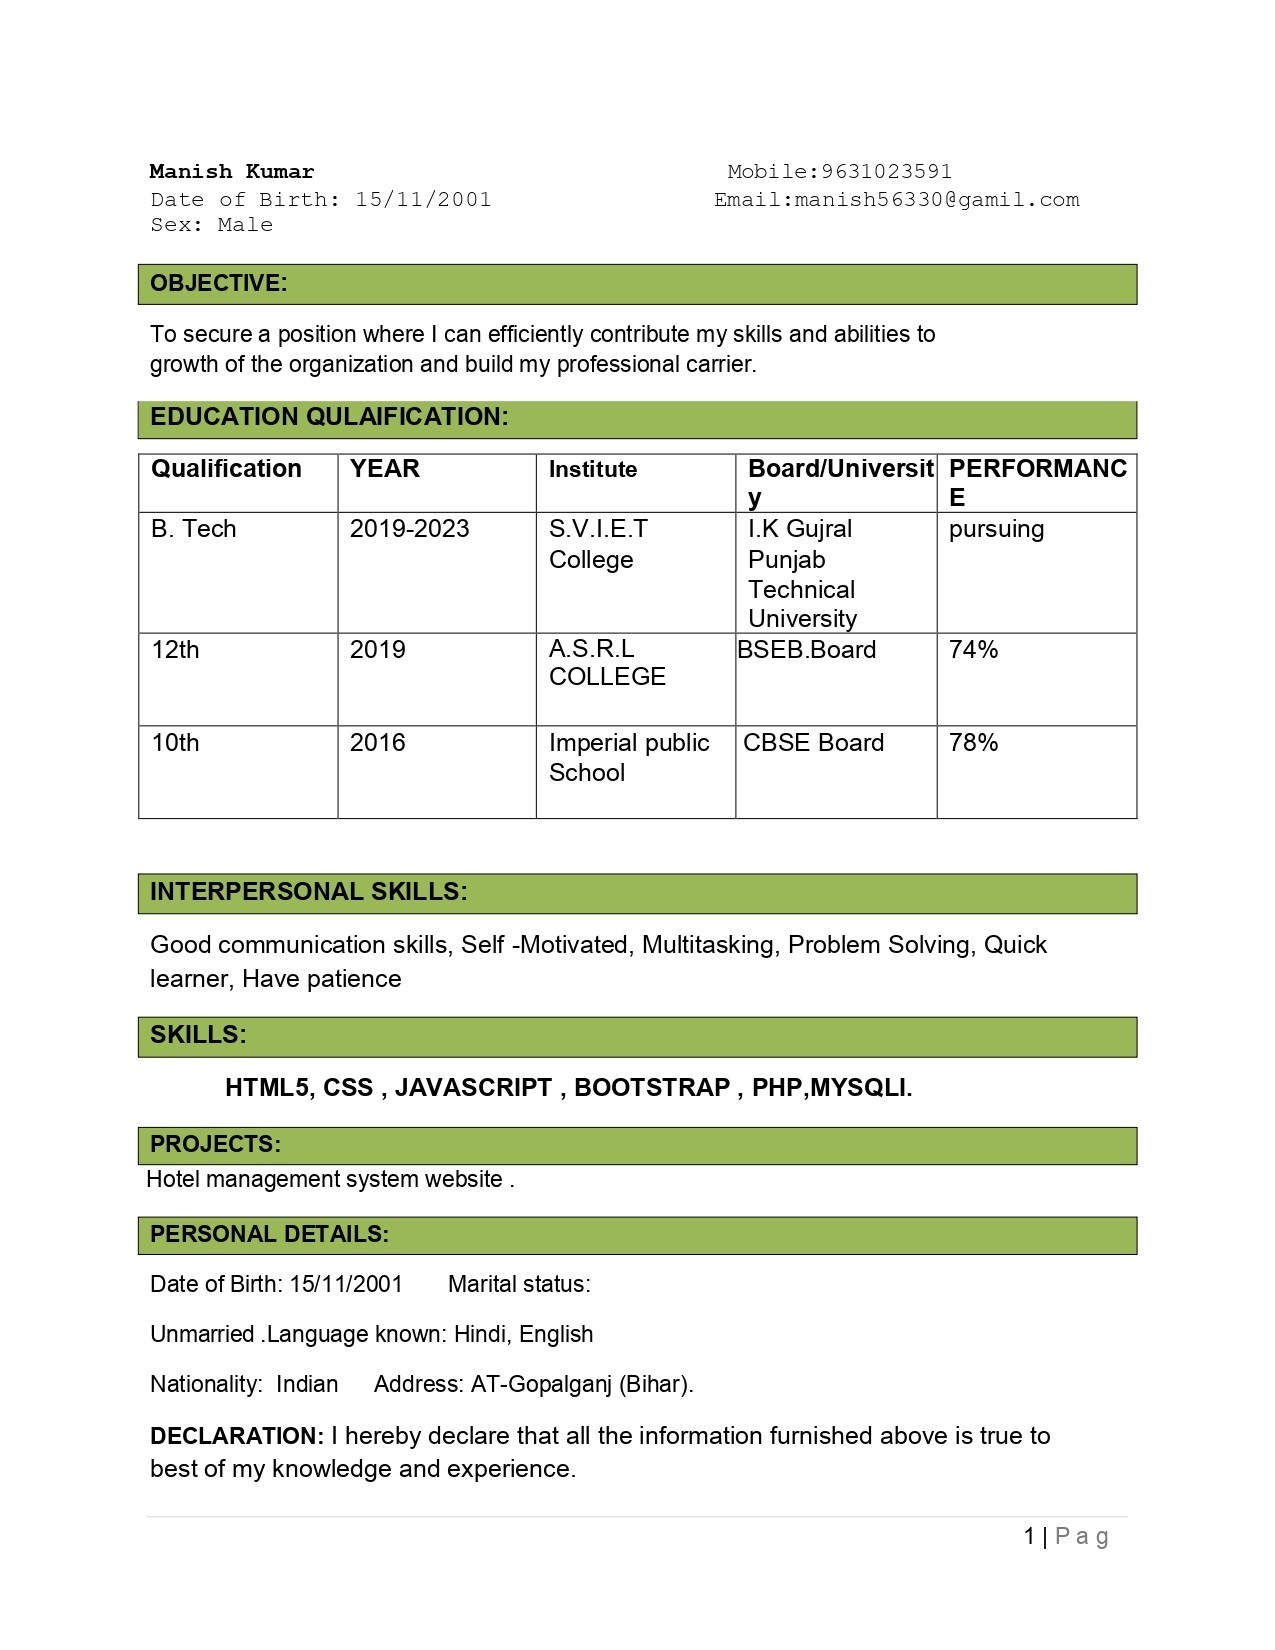 Manish Kumar Mobile:9631023591
Date of Birth: 15/11/2001 Email:manish56330@gamil.com
Sex: Male
OBJECTIVE:
To secure a position where I can efficiently contribute my skills and abilities to
growth of the organization and build my professional carrier.
EDUCATION QULAIFICATION:
Qualification YEAR Institute Board/Universit PERFORMANC
y E
B. Tech 2019-2023 S.V.I.E.T I.K Gujral pursuing
College Punjab
Technical
University
12th 2019 A.S.R.L BSEB.Board 74%
COLLEGE
10th 2016 Imperial public CBSE Board 78%
School
INTERPERSONAL SKILLS:
Good communication skills, Self -Motivated, Multitasking, Problem Solving, Quick
learner, Have patience
SKILLS:
HTML5, CSS , JAVASCRIPT , BOOTSTRAP , PHP,MYSQLI.
PROJECTS:
Hotel management system website .
PERSONAL DETAILS:
Date of Birth: 15/11/2001 Marital status:
Unmarried .Language known: Hindi, English
Nationality: Indian Address: AT-Gopalganj (Bihar).
DECLARATION: I hereby declare that all the information furnished above is true to
best of my knowledge and experience.
1 | P a g